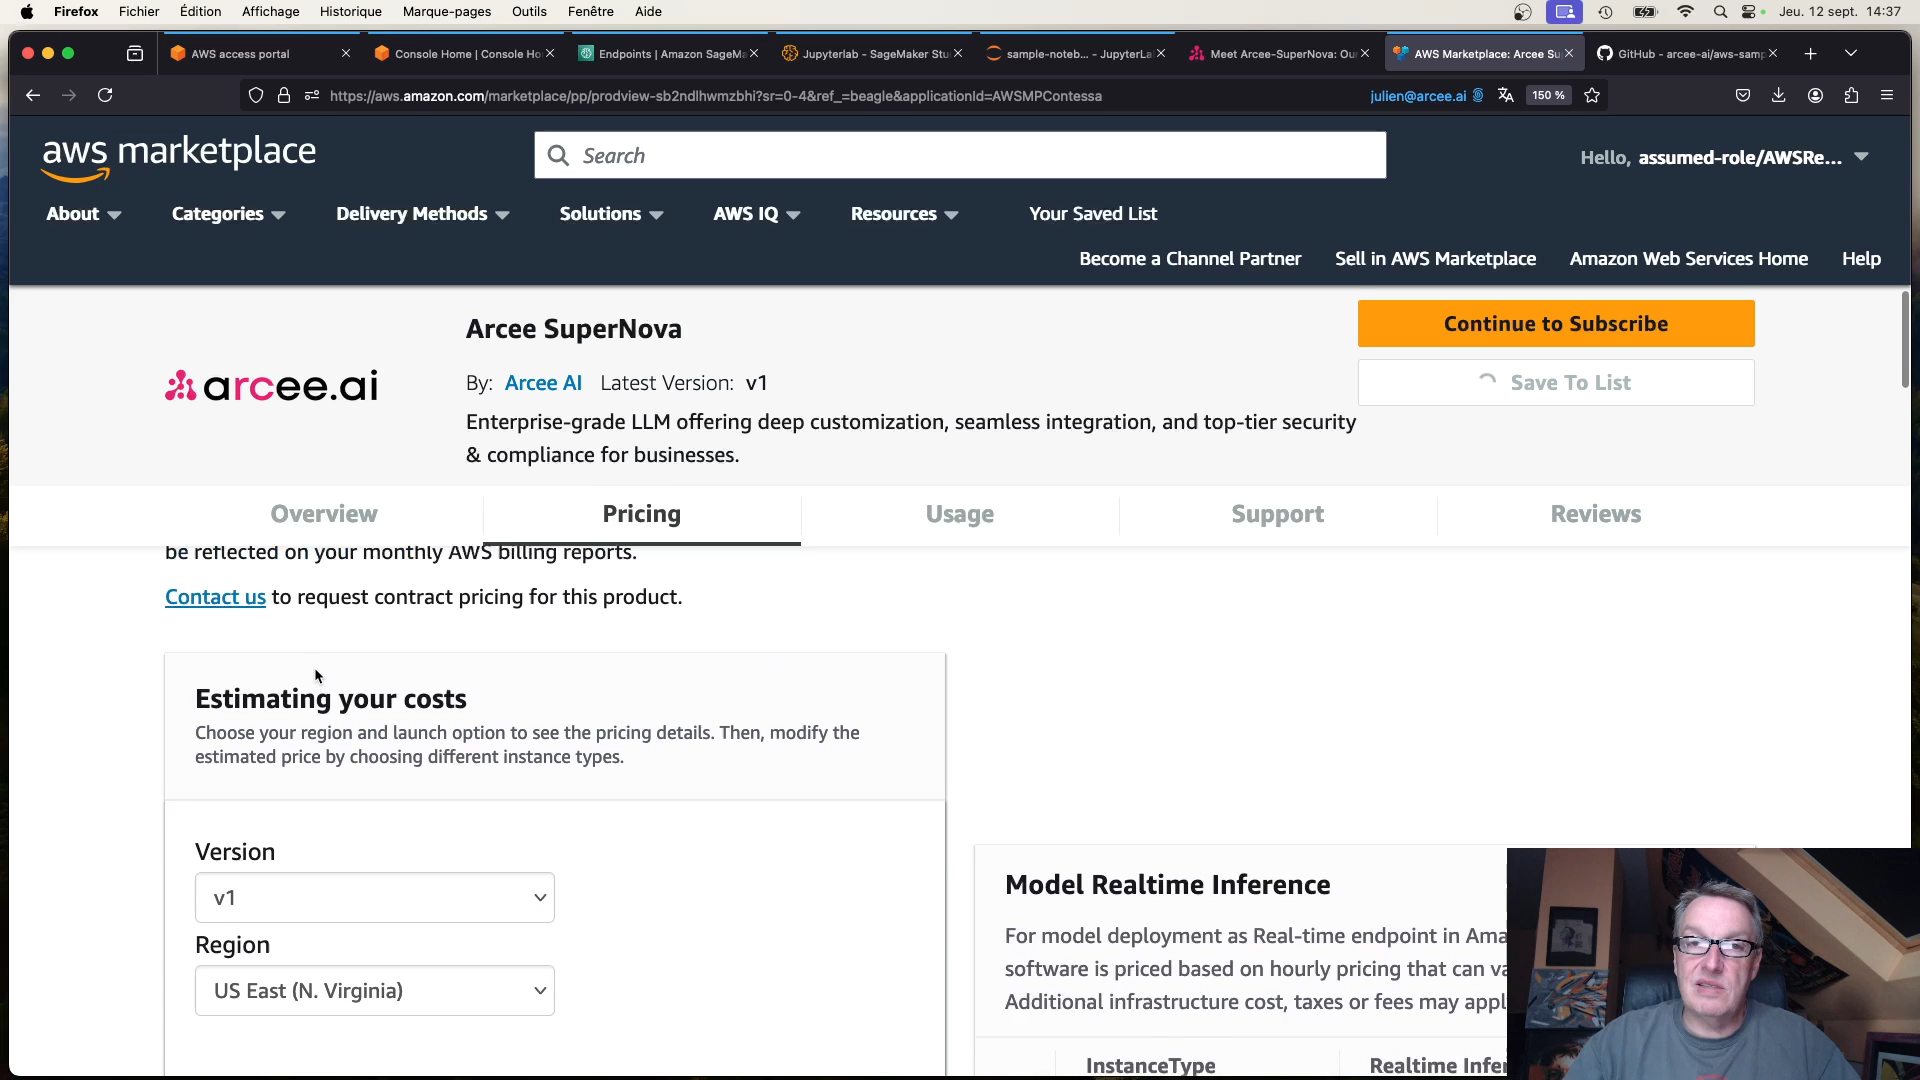 Firefox Fichier Édition Affichage Historique Marque-pages Outils Fenêtre Aide Jeu. 12 sept. 14:37
AWS access portal Console Home | Console Ho Endpoints | Amazon SageMa Jupyterlab - SageMaker Stu sample-noteb... - JupyterLa Meet Arcee-SuperNova: Ou AWS Marketplace: Arcee Su GitHub - arcee-ai/aws-samp
https://aws.amazon.com/marketplace/pp/prodview-sb2ndlhwmzbhi?sr=0-4&ref_=beagle&applicationId=AWSMPContessa julien@arcee.ai 150 %
aws marketplace Search Hello, assumed-role/AWSRe...
About Categories Delivery Methods Solutions AWS IQ Resources Your Saved List
Become a Channel Partner Sell in AWS Marketplace Amazon Web Services Home Help
Arcee SuperNova
Continue to Subscribe
arcee.ai
By: Arcee AI Latest Version: v1
Save To List
Enterprise-grade LLM offering deep customization, seamless integration, and top-tier security
& compliance for businesses.
Overview Pricing Usage Support Reviews
be reflected on your monthly AWS billing reports.
Contact us to request contract pricing for this product.
Estimating your costs
Choose your region and launch option to see the pricing details. Then, modify the
estimated price by choosing different instance types.
Version
v1
Region
US East (N. Virginia)
Model Realtime Inference
For model deployment as Real-time endpoint in Ama
software is priced based on hourly pricing that can va
Additional infrastructure cost, taxes or fees may appl
InstanceType Realtime Infer